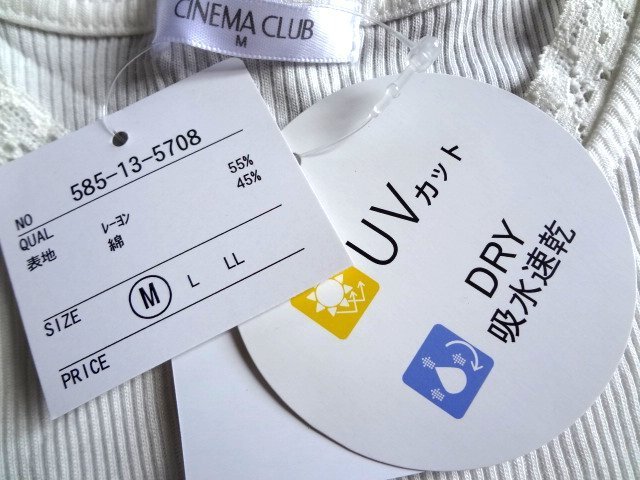 CINEMA CLUB
M
NO 585-13-5708
QUAL
表地 レーヨン 55%
綿 45%
SIZE M L LL
PRICE
UVカット
DRY
吸水速乾